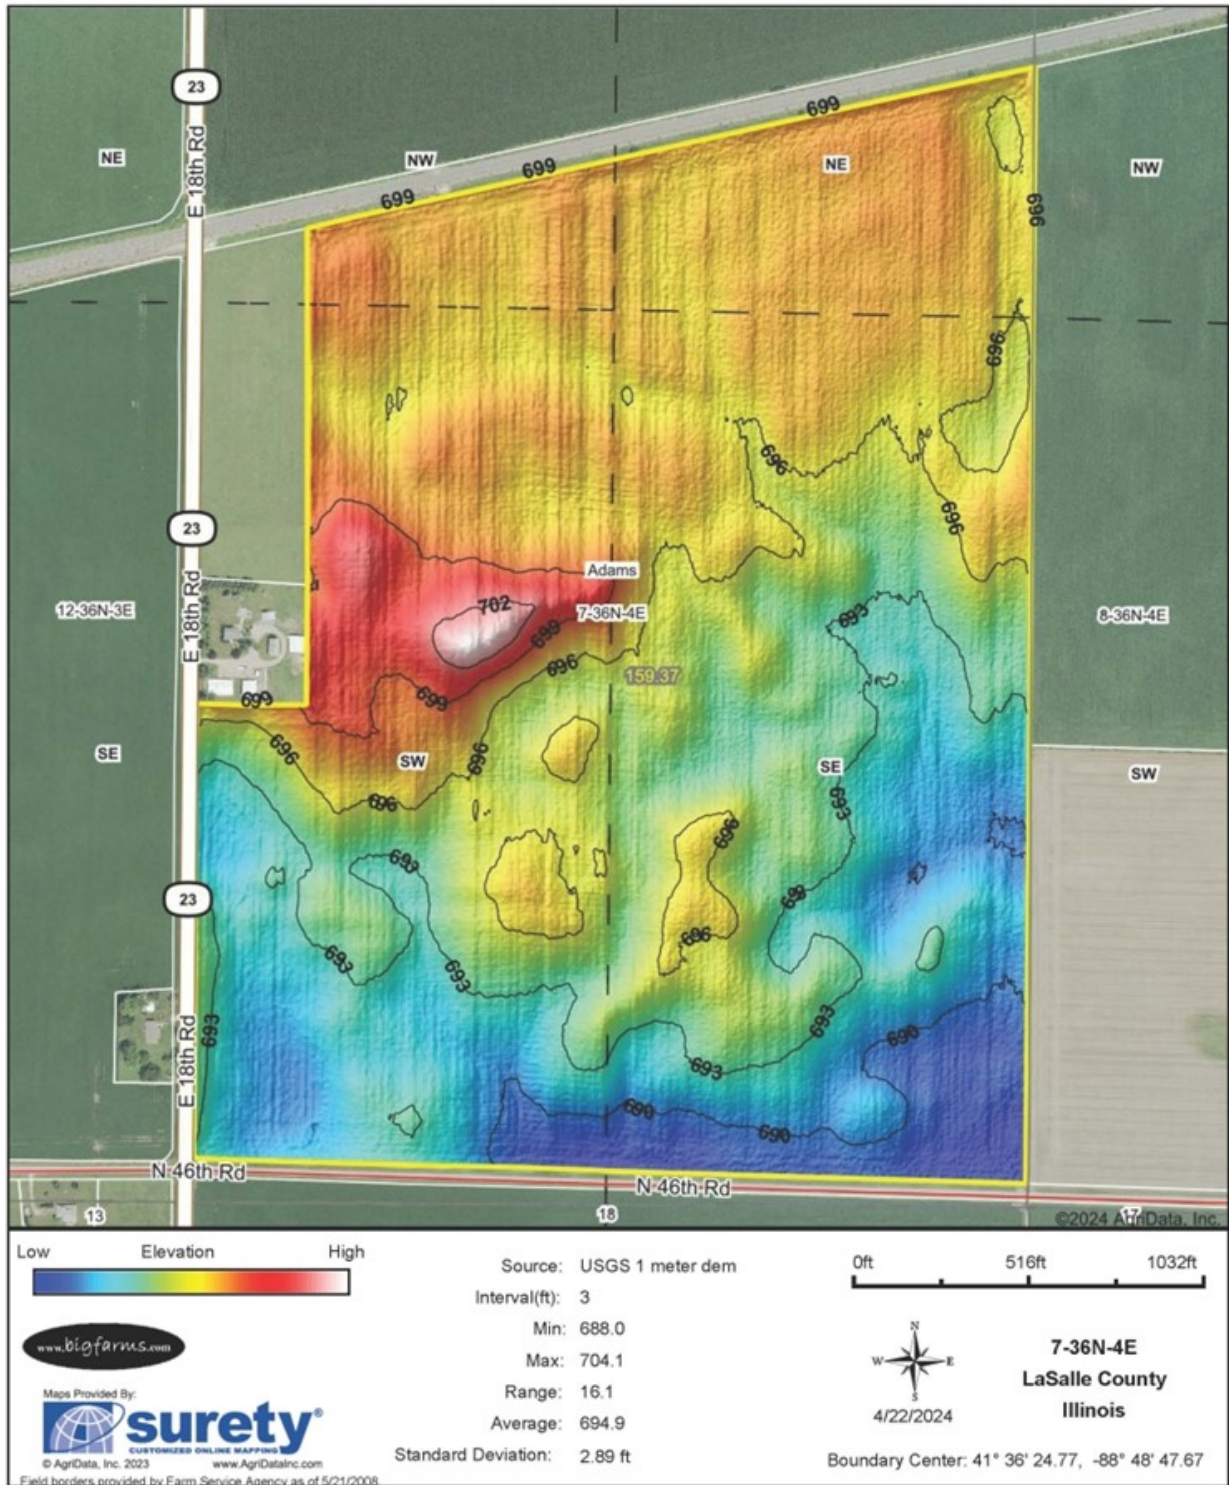 23
E 18th Rd
NE
NW
699
699
699
NE
NW
696
696
696
696
23
E 18th Rd
12-36N-3E
Adams
702
7-36N-4E
699
693
8-36N-4E
696
159.37
699
699
SE
696
SW
696
SE
SW
696
693
696
693
693
23
696
693
693
693
693
690
E 18th Rd
693
690
690
N 46th Rd
N 46th Rd
13
18
17
©2024 AgriData, Inc.
Low Elevation High
Source: USGS 1 meter dem
Interval(ft): 3
Min: 688.0
Max: 704.1
Range: 16.1
Average: 694.9
Standard Deviation: 2.89 ft
0ft 516ft 1032ft
www.bigfarms.com
Maps Provided By:
surety®
CUSTOMIZED ONLINE MAPPING
© AgriData, Inc. 2023 www.AgriDataInc.com
Field borders provided by Farm Service Agency as of 5/21/2008.
N
W E
S
4/22/2024
7-36N-4E
LaSalle County
Illinois
Boundary Center: 41° 36' 24.77, -88° 48' 47.67